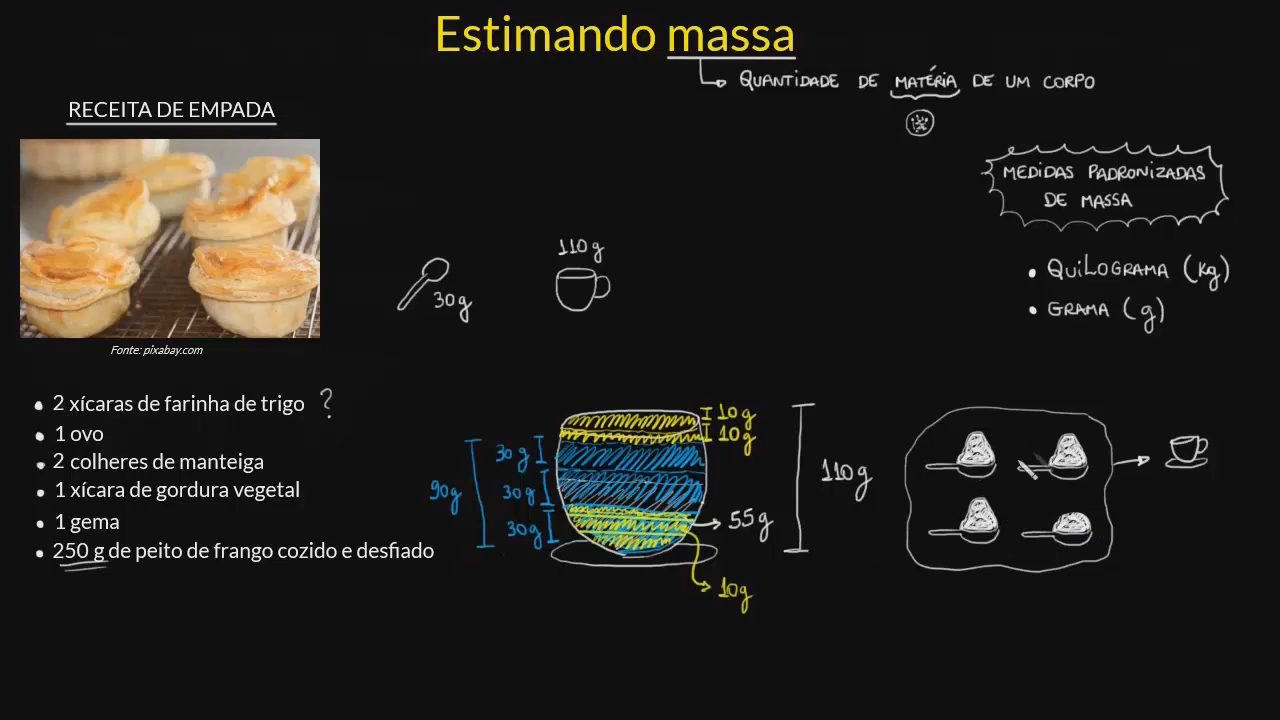 Estimando massa
QUANTIDADE DE MATÉRIA DE UM CORPO
RECEITA DE EMPADA
MEDIDAS PADRONIZADAS
DE MASSA
• QUILOGRAMA (kg)
• GRAMA (g)
110g
30g
Fonte: pixabay.com
• 2 xícaras de farinha de trigo ?
• 1 ovo
• 2 colheres de manteiga
• 1 xícara de gordura vegetal
• 1 gema
• 250 g de peito de frango cozido e desfiado
10g
10g
30g
30g
30g
90g
55g
110g
10g